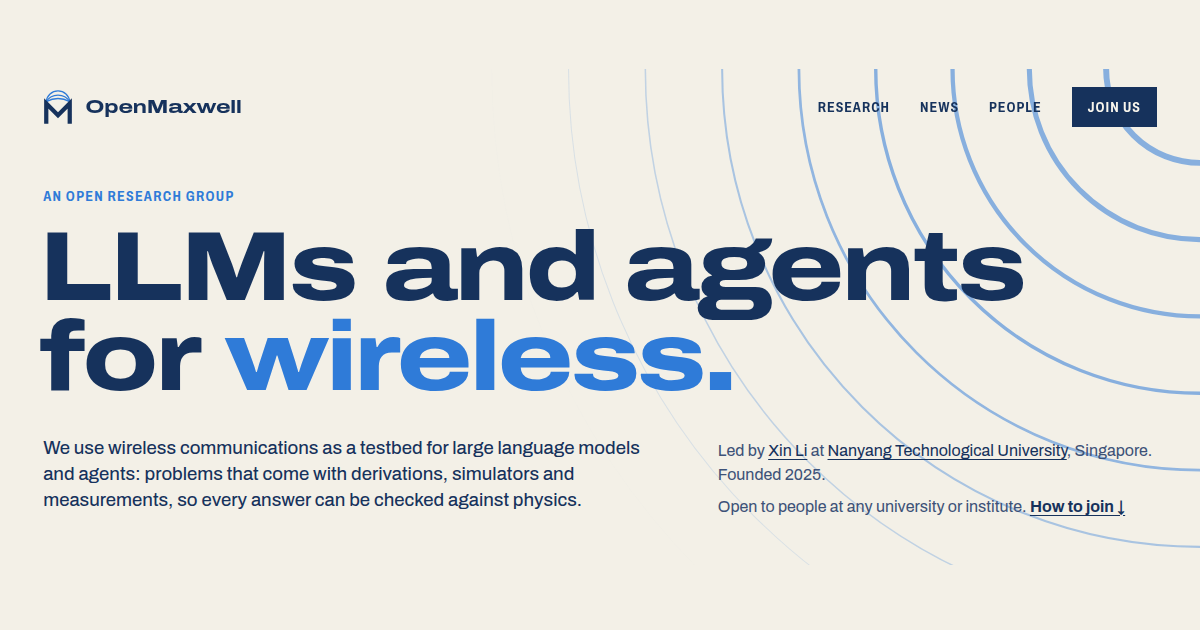 OpenMaxwell
RESEARCH NEWS PEOPLE JOIN US
AN OPEN RESEARCH GROUP
LLMs and agents
for wireless.
We use wireless communications as a testbed for large language models
and agents: problems that come with derivations, simulators and
measurements, so every answer can be checked against physics.
Led by Xin Li at Nanyang Technological University, Singapore.
Founded 2025.
Open to people at any university or institute. How to join ↓